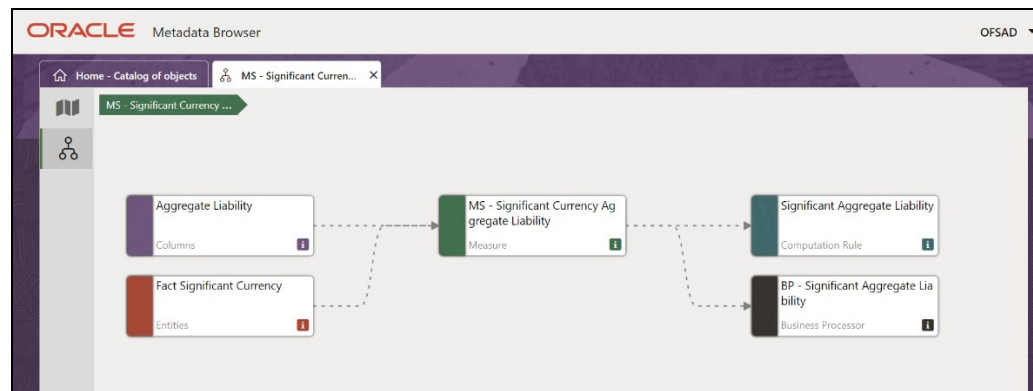 ORACLE Metadata Browser OFSAD
Home - Catalog of objects MS - Significant Curren... X
MS - Significant Currency ...
Aggregate Liability
Columns
Fact Significant Currency
Entities
MS - Significant Currency Ag
gregate Liability
Measure
Significant Aggregate Liability
Computation Rule
BP - Significant Aggregate Lia
bility
Business Processor